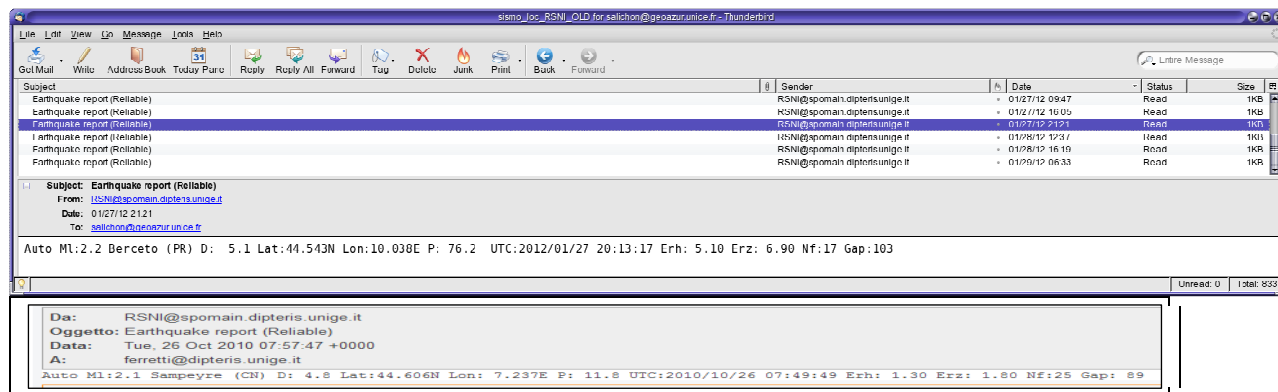 sismo_loc_RSNI_OLD for salichon@geoazur.unice.fr - Thunderbird
File Edit View Go Message Tools Help
Get Mail Write Address Book Today Pane Reply Reply All Forward Tag Delete Junk Print Back Forward Entire Message
Subject Sender Date Status Size
Earthquake report (Reliable) RSNI@spomain.dipteris.unige.it 01/27/12 09:47 Read 1KB
Earthquake report (Reliable) RSNI@spomain.dipteris.unige.it 01/27/12 16:05 Read 1KB
Earthquake report (Reliable) RSNI@spomain.dipteris.unige.it 01/27/12 21:21 Read 1KB
Earthquake report (Reliable) RSNI@spomain.dipteris.unige.it 01/28/12 12:37 Read 1KB
Earthquake report (Reliable) RSNI@spomain.dipteris.unige.it 01/28/12 16:19 Read 1KB
Earthquake report (Reliable) RSNI@spomain.dipteris.unige.it 01/29/12 06:33 Read 1KB
Subject: Earthquake report (Reliable)
From: RSNI@spomain.dipteris.unige.it
Date: 01/27/12 21:21
To: salichon@geoazur.unice.fr
Auto Ml:2.2 Berceto (PR) D: 5.1 Lat:44.543N Lon:10.038E P: 76.2 UTC:2012/01/27 20:13:17 Erh: 5.10 Erz: 6.90 Nf:17 Gap:103
Unread: 0 Total: 833
Da: RSNI@spomain.dipteris.unige.it
Oggetto: Earthquake report (Reliable)
Data: Tue, 26 Oct 2010 07:57:47 +0000
A: ferretti@dipteris.unige.it
Auto Ml:2.1 Sampeyre (CN) D: 4.8 Lat:44.606N Lon: 7.237E P: 11.8 UTC:2010/10/26 07:49:49 Erh: 1.30 Erz: 1.80 Nf:25 Gap: 89